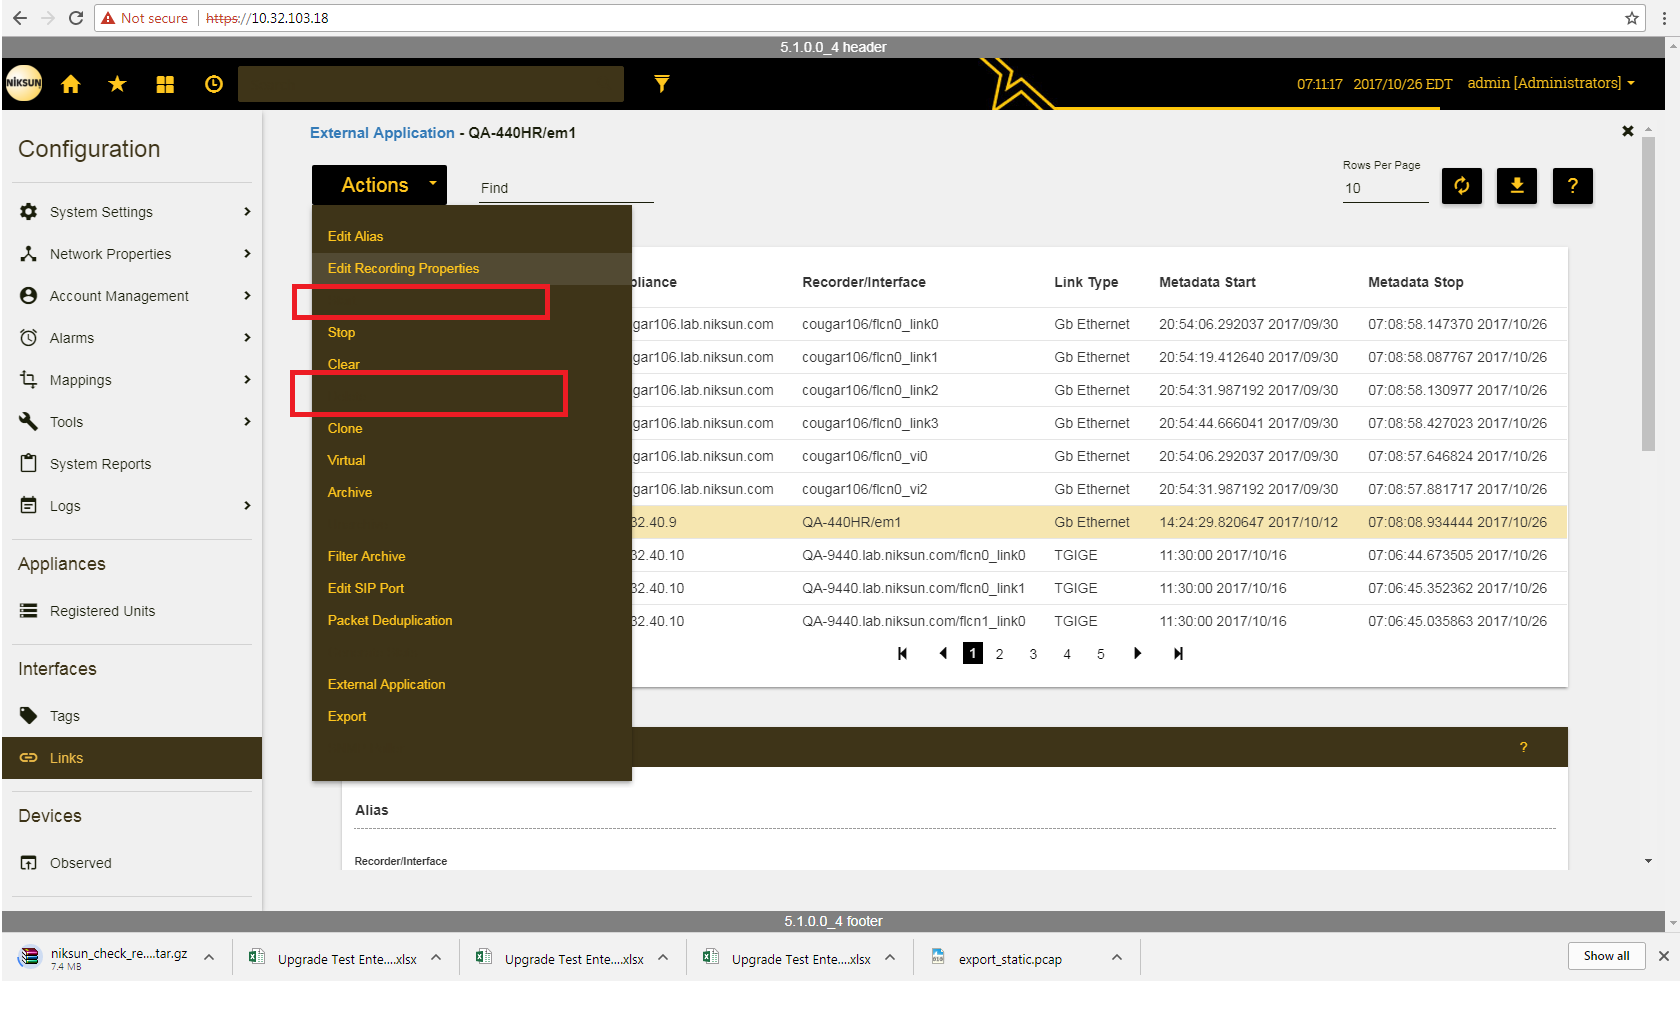 Not secure https://10.32.103.18
5.1.0.0_4 header
NIKSUN
07:11:17 2017/10/26 EDT admin [Administrators]
Configuration
System Settings
Network Properties
Account Management
Alarms
Mappings
Tools
System Reports
Logs
Appliances
Registered Units
Interfaces
Tags
Links
Devices
Observed
External Application - QA-440HR/em1
Actions
Find
Rows Per Page
10
?
Edit Alias
Edit Recording Properties
Stop
Clear
Clone
Virtual
Archive
Filter Archive
Edit SIP Port
Packet Deduplication
External Application
Export
pliance Recorder/Interface Link Type Metadata Start Metadata Stop
gar106.lab.niksun.com cougar106/flcn0_link0 Gb Ethernet 20:54:06.292037 2017/09/30 07:08:58.147370 2017/10/26
gar106.lab.niksun.com cougar106/flcn0_link1 Gb Ethernet 20:54:19.412640 2017/09/30 07:08:58.087767 2017/10/26
gar106.lab.niksun.com cougar106/flcn0_link2 Gb Ethernet 20:54:31.987192 2017/09/30 07:08:58.130977 2017/10/26
gar106.lab.niksun.com cougar106/flcn0_link3 Gb Ethernet 20:54:44.666041 2017/09/30 07:08:58.427023 2017/10/26
gar106.lab.niksun.com cougar106/flcn0_vi0 Gb Ethernet 20:54:06.292037 2017/09/30 07:08:57.646824 2017/10/26
gar106.lab.niksun.com cougar106/flcn0_vi2 Gb Ethernet 20:54:31.987192 2017/09/30 07:08:57.881717 2017/10/26
32.40.9 QA-440HR/em1 Gb Ethernet 14:24:29.820647 2017/10/12 07:08:08.934444 2017/10/26
32.40.10 QA-9440.lab.niksun.com/flcn0_link0 TGIGE 11:30:00 2017/10/16 07:06:44.673505 2017/10/26
32.40.10 QA-9440.lab.niksun.com/flcn0_link1 TGIGE 11:30:00 2017/10/16 07:06:45.352362 2017/10/26
32.40.10 QA-9440.lab.niksun.com/flcn1_link0 TGIGE 11:30:00 2017/10/16 07:06:45.035863 2017/10/26
1 2 3 4 5
?
Alias
Recorder/Interface
5.1.0.0_4 footer
niksun_check_re....tar.gz
7.4 MB
Upgrade Test Ente....xlsx
Upgrade Test Ente....xlsx
Upgrade Test Ente....xlsx
export_static.pcap
Show all